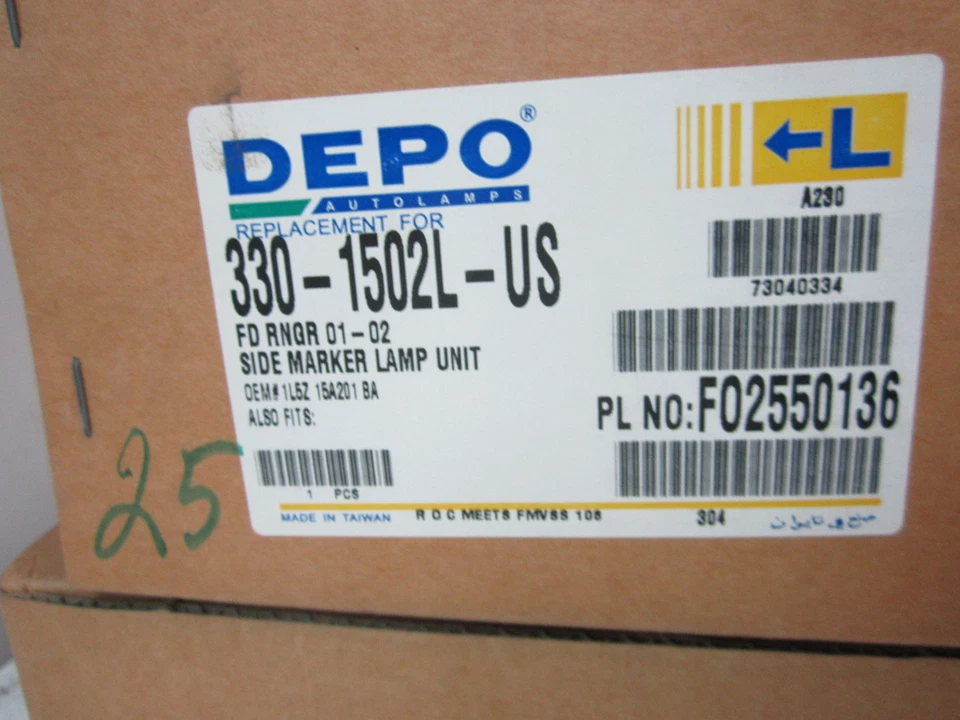 DEPO®
AUTOLAMPS
REPLACEMENT FOR
330-1502L-US
FD RNGR 01-02
SIDE MARKER LAMP UNIT
OEM#1L5Z 15A201 BA
ALSO FITS:
1 PCS
MADE IN TAIWAN
R D C MEETS FMVSS 108
←L
A230
73040334
PL NO:FO2550136
304
25